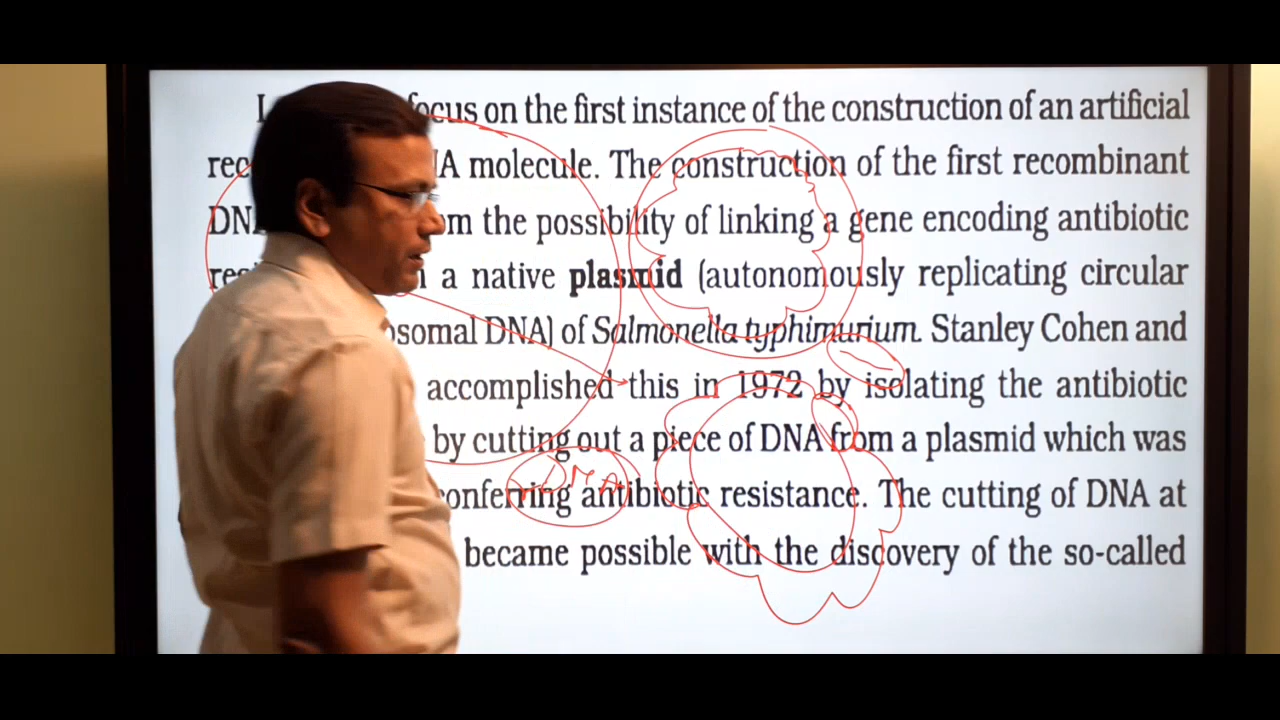 focus on the first instance of the construction of an artificial
molecule. The construction of the first recombinant
the possibility of linking a gene encoding antibiotic
a native plasmid (autonomously replicating circular
DNA) of Salmonella typhimurium. Stanley Cohen and
accomplished this in 1972 by isolating the antibiotic
by cutting out a piece of DNA from a plasmid which was
conferring antibiotic resistance. The cutting of DNA at
DNA
became possible with the discovery of the so-called